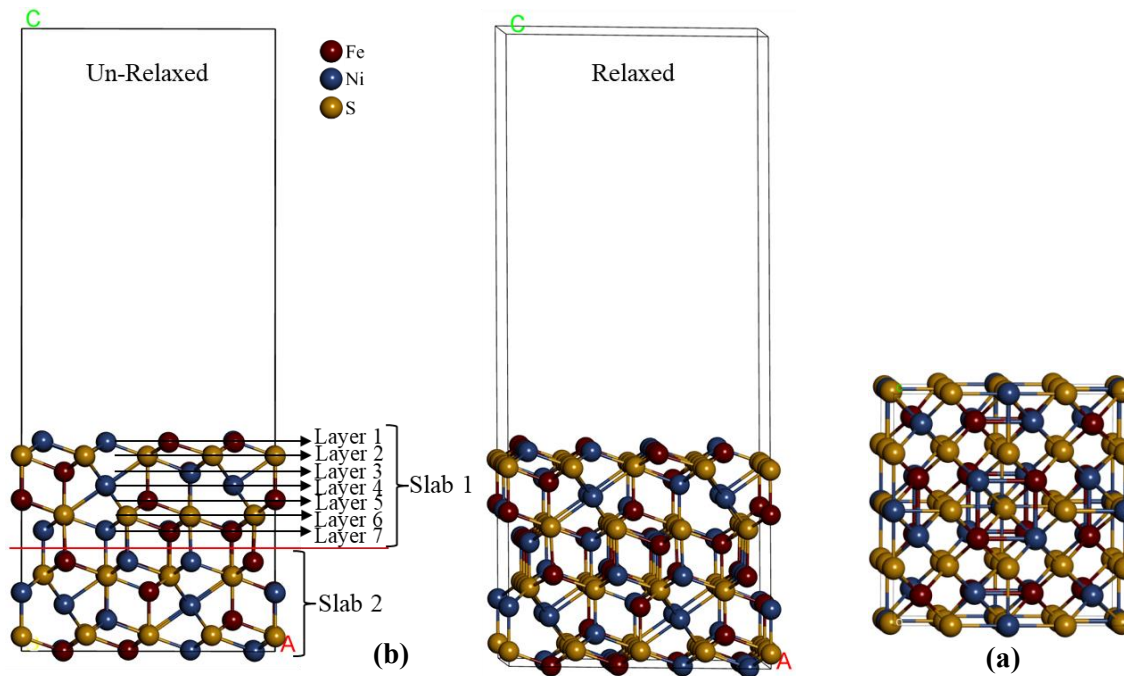 C
Un-Relaxed
Fe
Ni
S
C
Relaxed
Layer 1
Layer 2
Layer 3
Layer 4
Layer 5
Layer 6
Layer 7
Slab 1
Slab 2
A
(b)
A
(a)